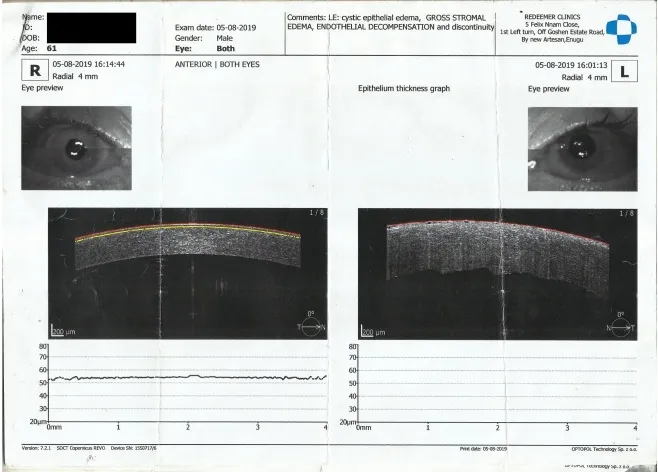 Name:
ID:
DOB:
Age: 61
Exam date: 05-08-2019
Gender: Male
Eye: Both
Comments: LE: cystic epithelial edema, GROSS STROMAL
EDEMA, ENDOTHELIAL DECOMPENSATION and discontinuity
REDEEMER CLINICS
5 Felix Nnam Close,
1st Left turn, Off Goshen Estate Road,
By new Artesan,Enugu
R
05-08-2019 16:14:44
Radial 4 mm
Eye preview
ANTERIOR | BOTH EYES
Epithelium thickness graph
05-08-2019 16:01:13
Radial 4 mm
L
Eye preview
1 / 8
0°
T N
200 µm
1 / 8
0°
N T
200 µm
80
70
60
50
40
30
20µm
0mm 1 2 3 4
80
70
60
50
40
30
20µm
0mm 1 2 3 4
Version: 7.2.1 SOCT Copernicus REVO Device SN: 1550717/6
Print date: 05-08-2019
OPTOPOL Technology Sp. z o.o.
OPTOPOL Technology Sp. z o.o.